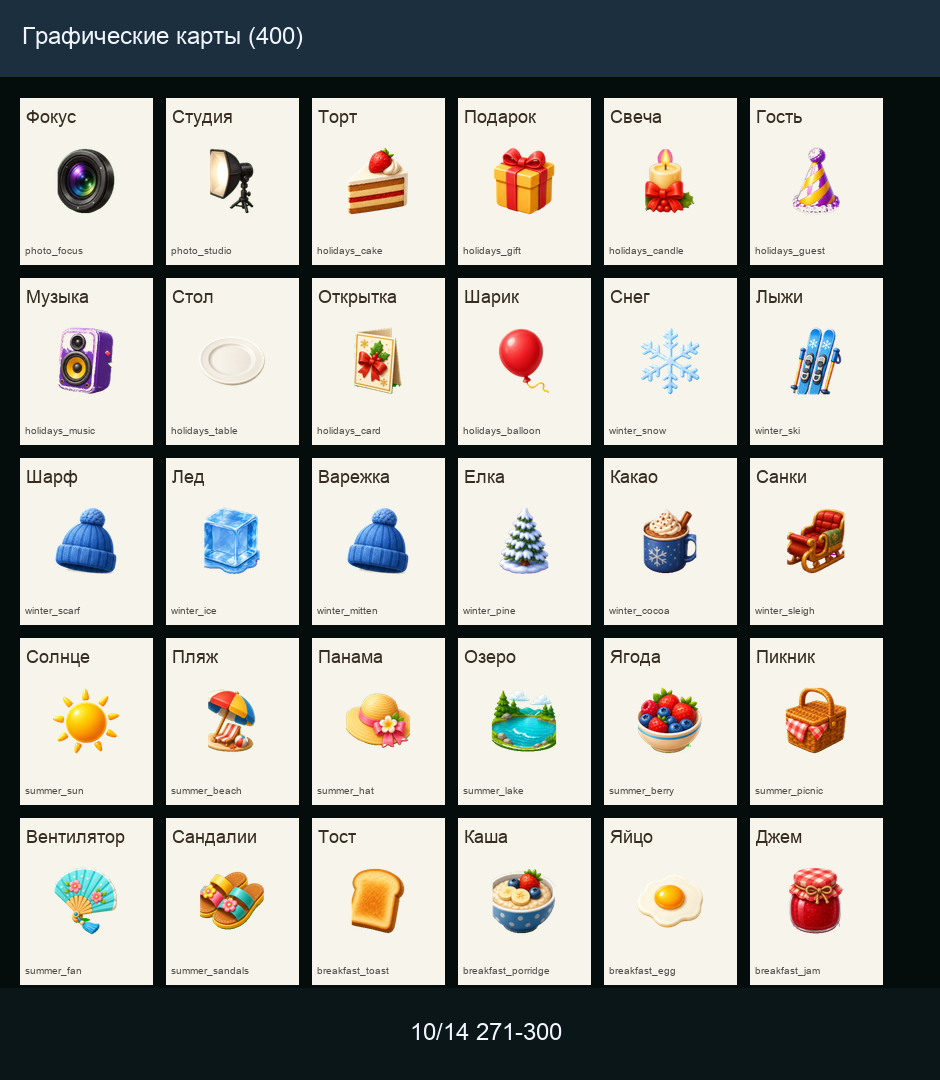 Графические карты (400)
Фокус
Студия
Торт
Подарок
Свеча
Гость
photo_focus
photo_studio
holidays_cake
holidays_gift
holidays_candle
holidays_guest
Музыка
Стол
Открытка
Шарик
Снег
Лыжи
holidays_music
holidays_table
holidays_card
holidays_balloon
winter_snow
winter_ski
Шарф
Лед
Варежка
Елка
Какао
Санки
winter_scarf
winter_ice
winter_mitten
winter_pine
winter_cocoa
winter_sleigh
Солнце
Пляж
Панама
Озеро
Ягода
Пикник
summer_sun
summer_beach
summer_hat
summer_lake
summer_berry
summer_picnic
Вентилятор
Сандалии
Тост
Каша
Яйцо
Джем
summer_fan
summer_sandals
breakfast_toast
breakfast_porridge
breakfast_egg
breakfast_jam
10/14 271-300